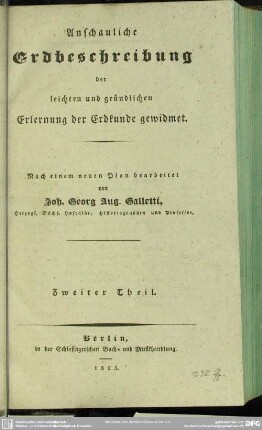 Anschauliche
Erdbeschreibung
der
leichten und gründlichen
Erlernung der Erdkunde gewidmet.
Nach einem neuen Plan bearbeitet
von
Joh. Georg Aug. Galletti,
Herzogl. Sächs. Hofrathe, Historiographen und Professor.
Zweiter Theil.
Berlin,
in der Schlesingerschen Buch- und Musikhandlung.
1825.